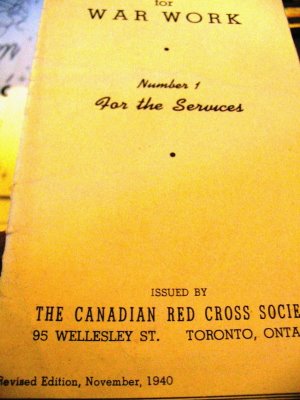 for
WAR WORK
Number 1
For the Services
ISSUED BY
THE CANADIAN RED CROSS SOCIE
95 WELLESLEY ST. TORONTO, ONTA
Revised Edition, November, 1940